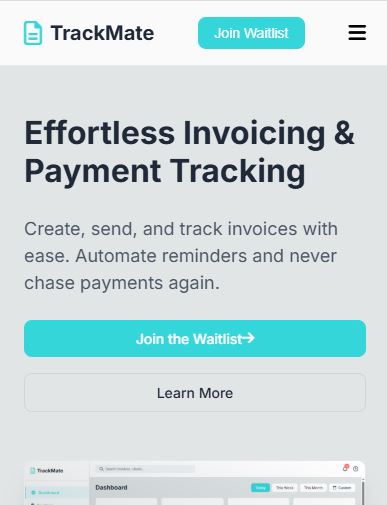 TrackMate
Join Waitlist
Effortless Invoicing &
Payment Tracking
Create, send, and track invoices with
ease. Automate reminders and never
chase payments again.
Join the Waitlist
Learn More
TrackMate
Search invoices, clients...
Dashboard
Dashboard
Today
This Week
This Month
Custom